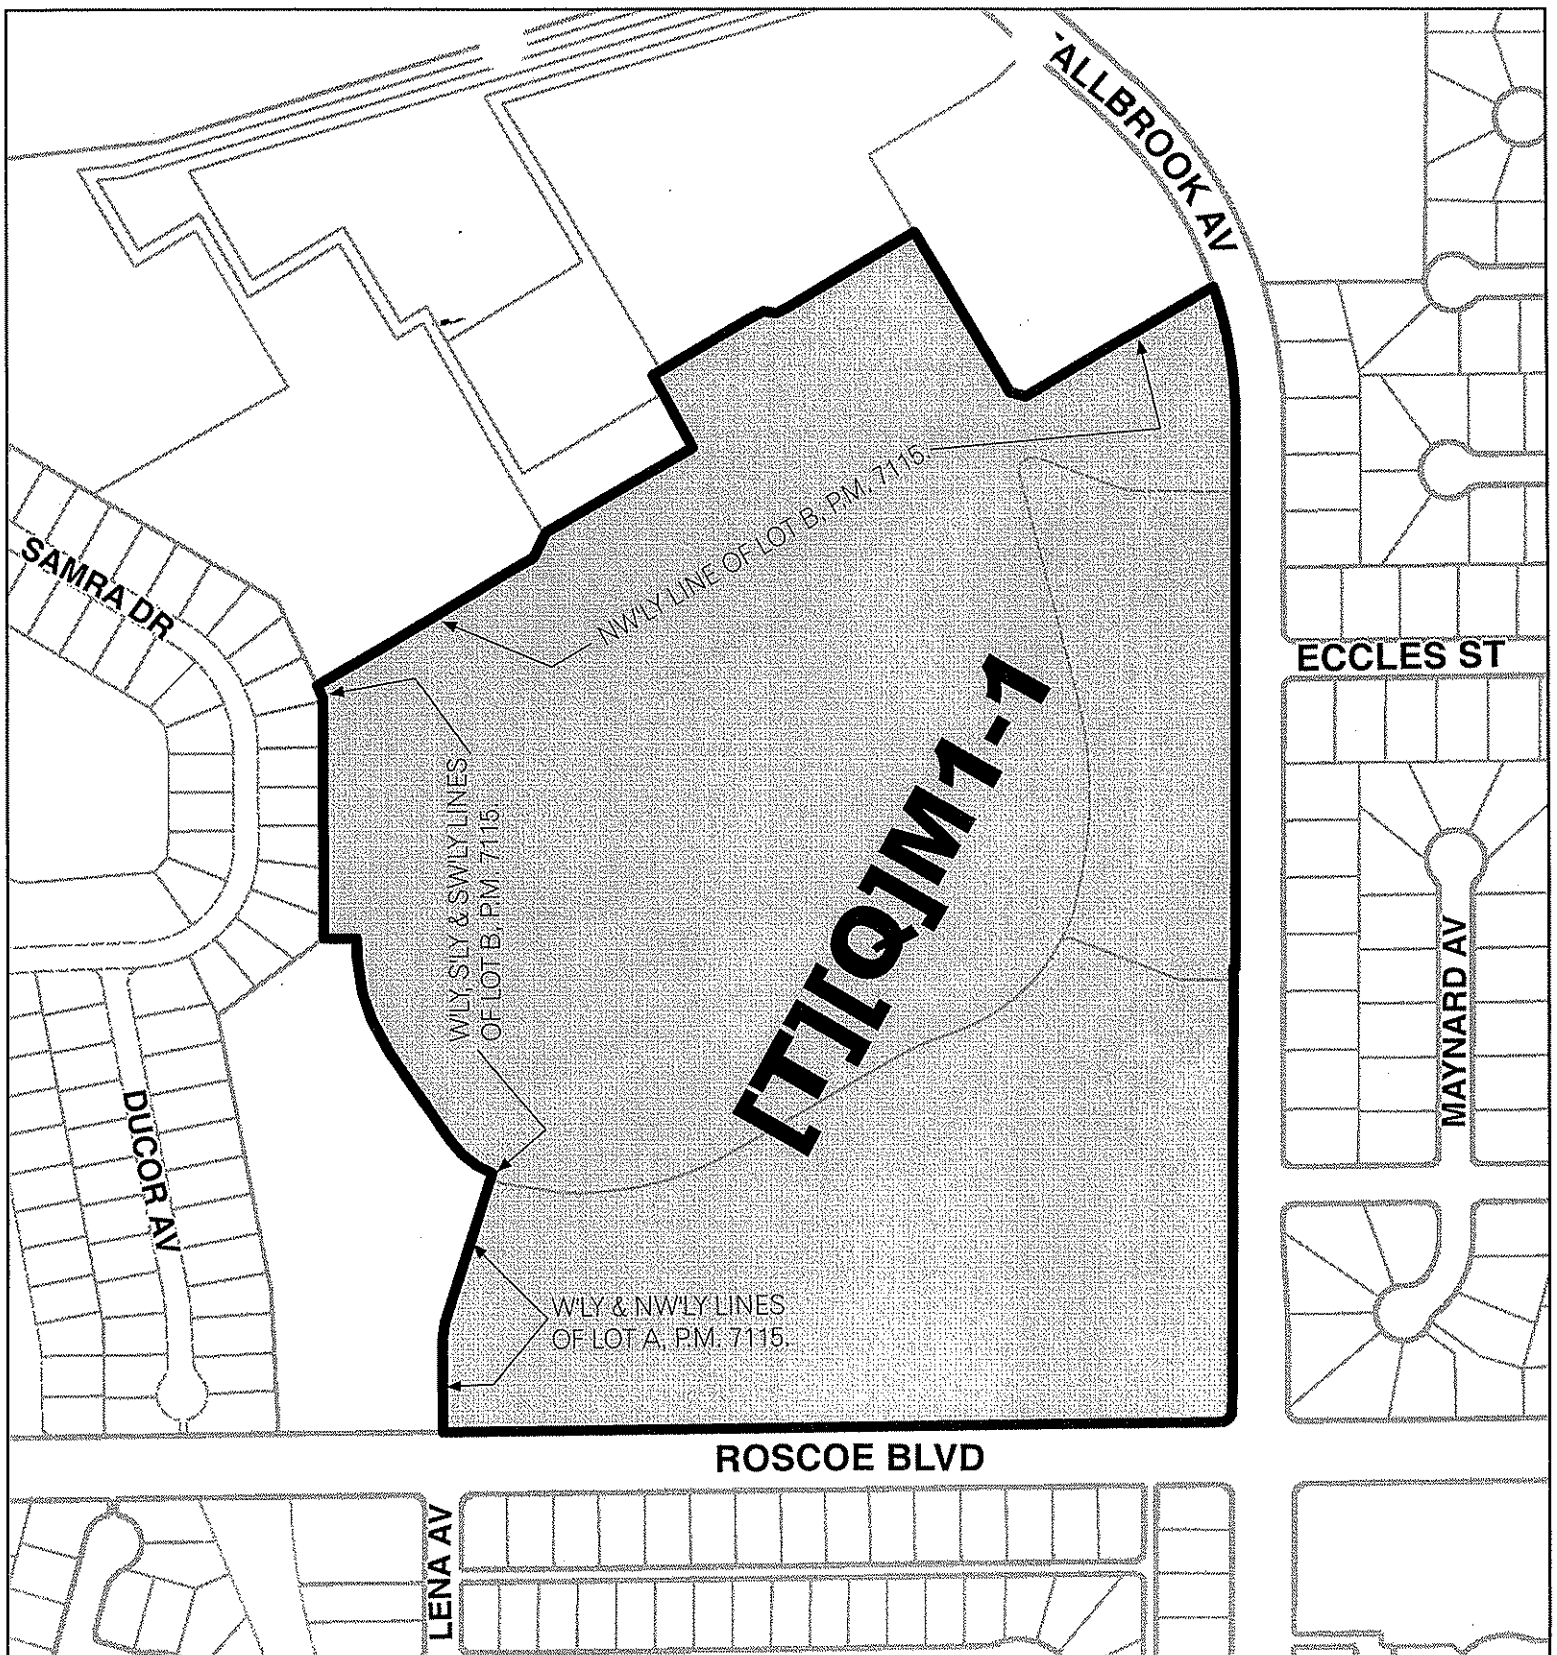 ALLBROOK AV
SAMRA DR
NW'LY LINE OF LOT B, P.M. 7115.
ECCLES ST
W'LY, S'LY & SW'LY LINES
OF LOT B, P.M. 7115.
[T][Q]M1-1
MAYNARD AV
DUCOR AV
W'LY & NW'LY LINES
OF LOT A, P.M. 7115.
ROSCOE BLVD
LENA AV